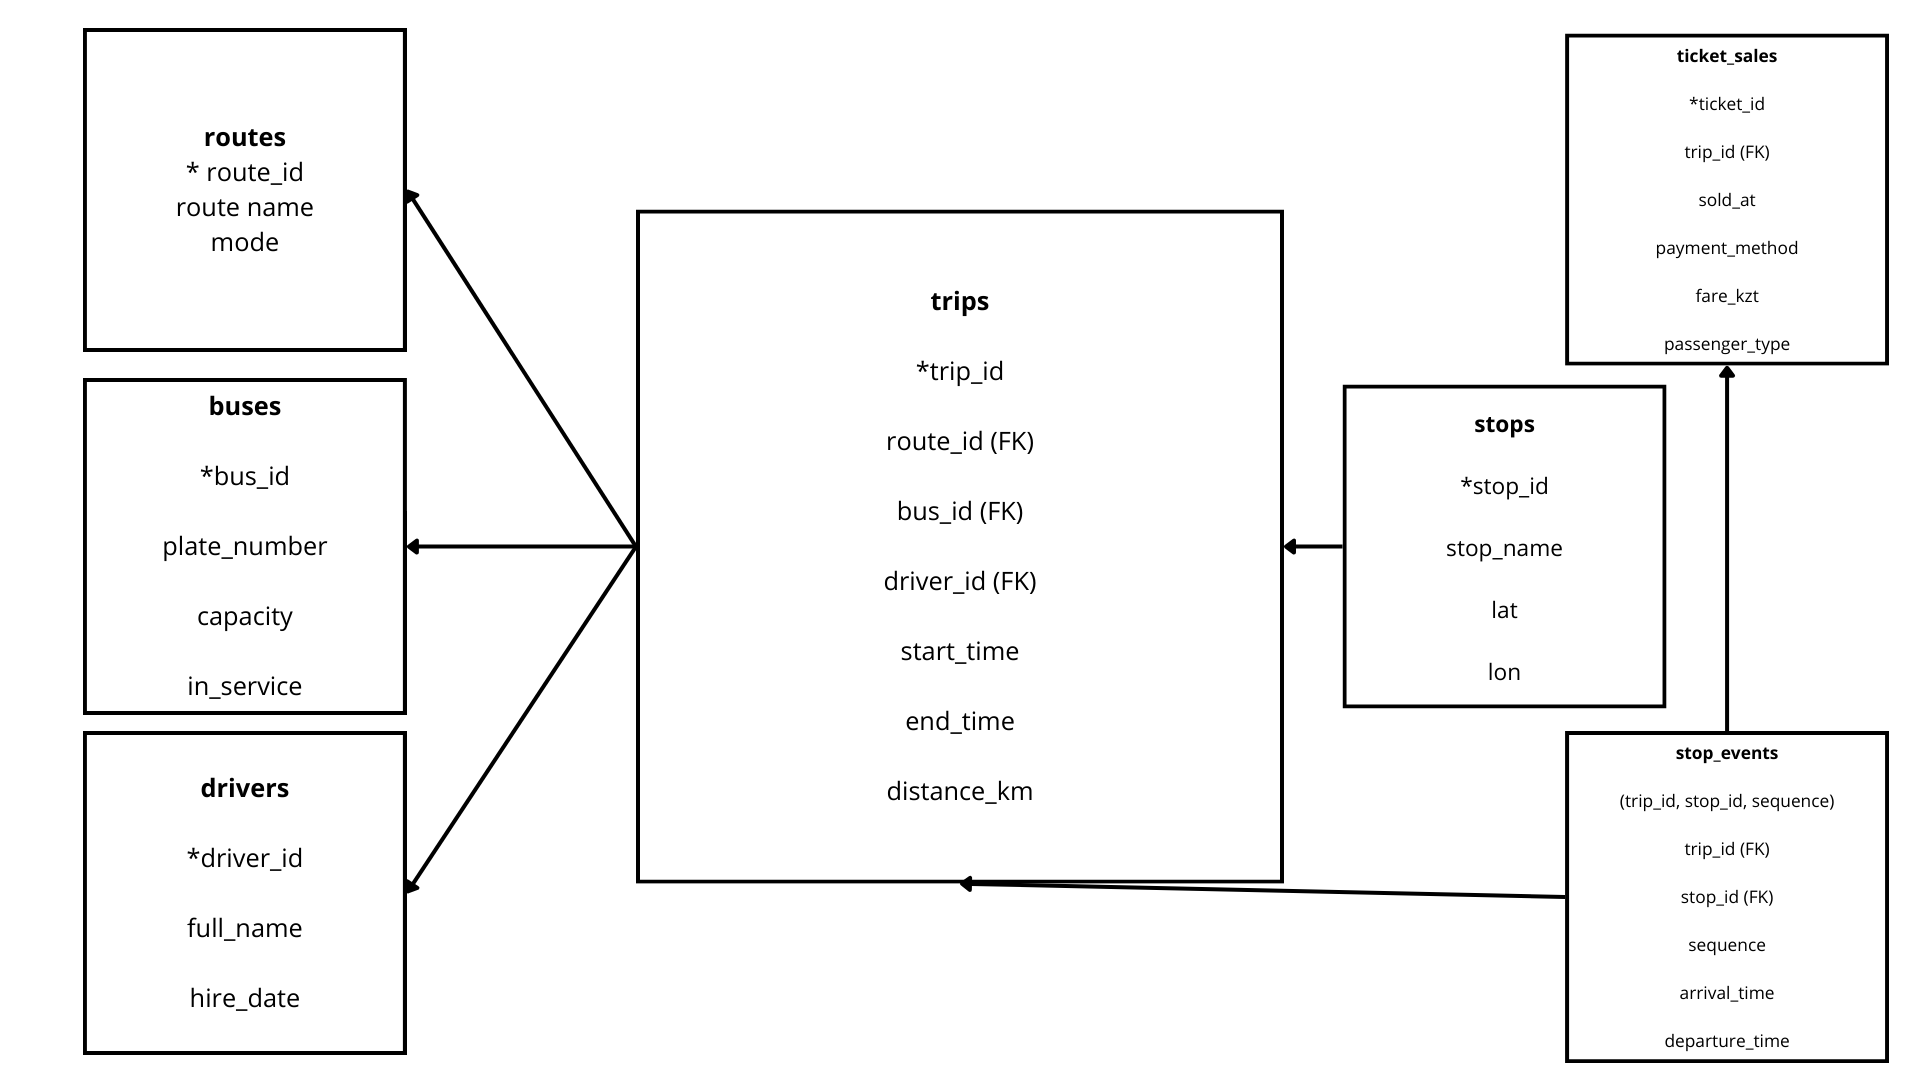 routes
* route_id
route name
mode
buses
*bus_id
plate_number
capacity
in_service
drivers
*driver_id
full_name
hire_date
trips
*trip_id
route_id (FK)
bus_id (FK)
driver_id (FK)
start_time
end_time
distance_km
stops
*stop_id
stop_name
lat
lon
ticket_sales
*ticket_id
trip_id (FK)
sold_at
payment_method
fare_kzt
passenger_type
stop_events
(trip_id, stop_id, sequence)
trip_id (FK)
stop_id (FK)
sequence
arrival_time
departure_time